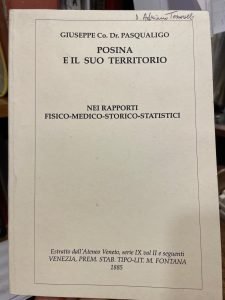 GIUSEPPE Co. Dr. PASQUALIGO
POSINA
E IL SUO TERRITORIO
NEI RAPPORTI
FISICO-MEDICO-STORICO-STATISTICI
Estratto dall'Ateneo Veneto, serie IX vol II e seguenti
VENEZIA, PREM. STAB. TIPO-LIT. M. FONTANA
1885